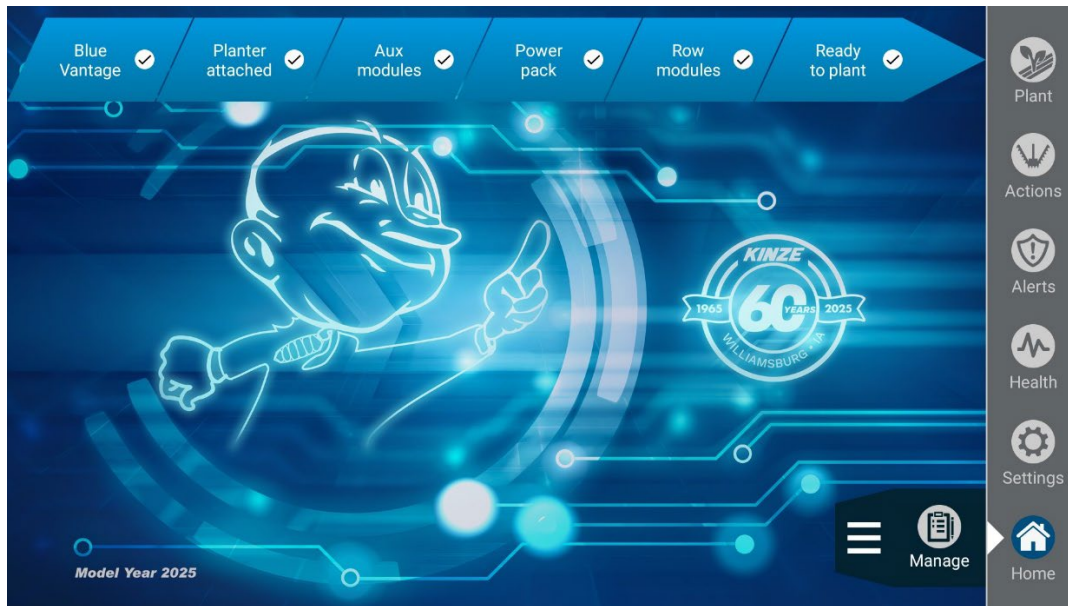 Blue
Vantage
Planter
attached
Aux
modules
Power
pack
Row
modules
Ready
to plant
Plant
Actions
Alerts
Health
Settings
Home
KINZE
1965
60
YEARS
2025
WILLIAMSBURG • IA
Manage
Model Year 2025